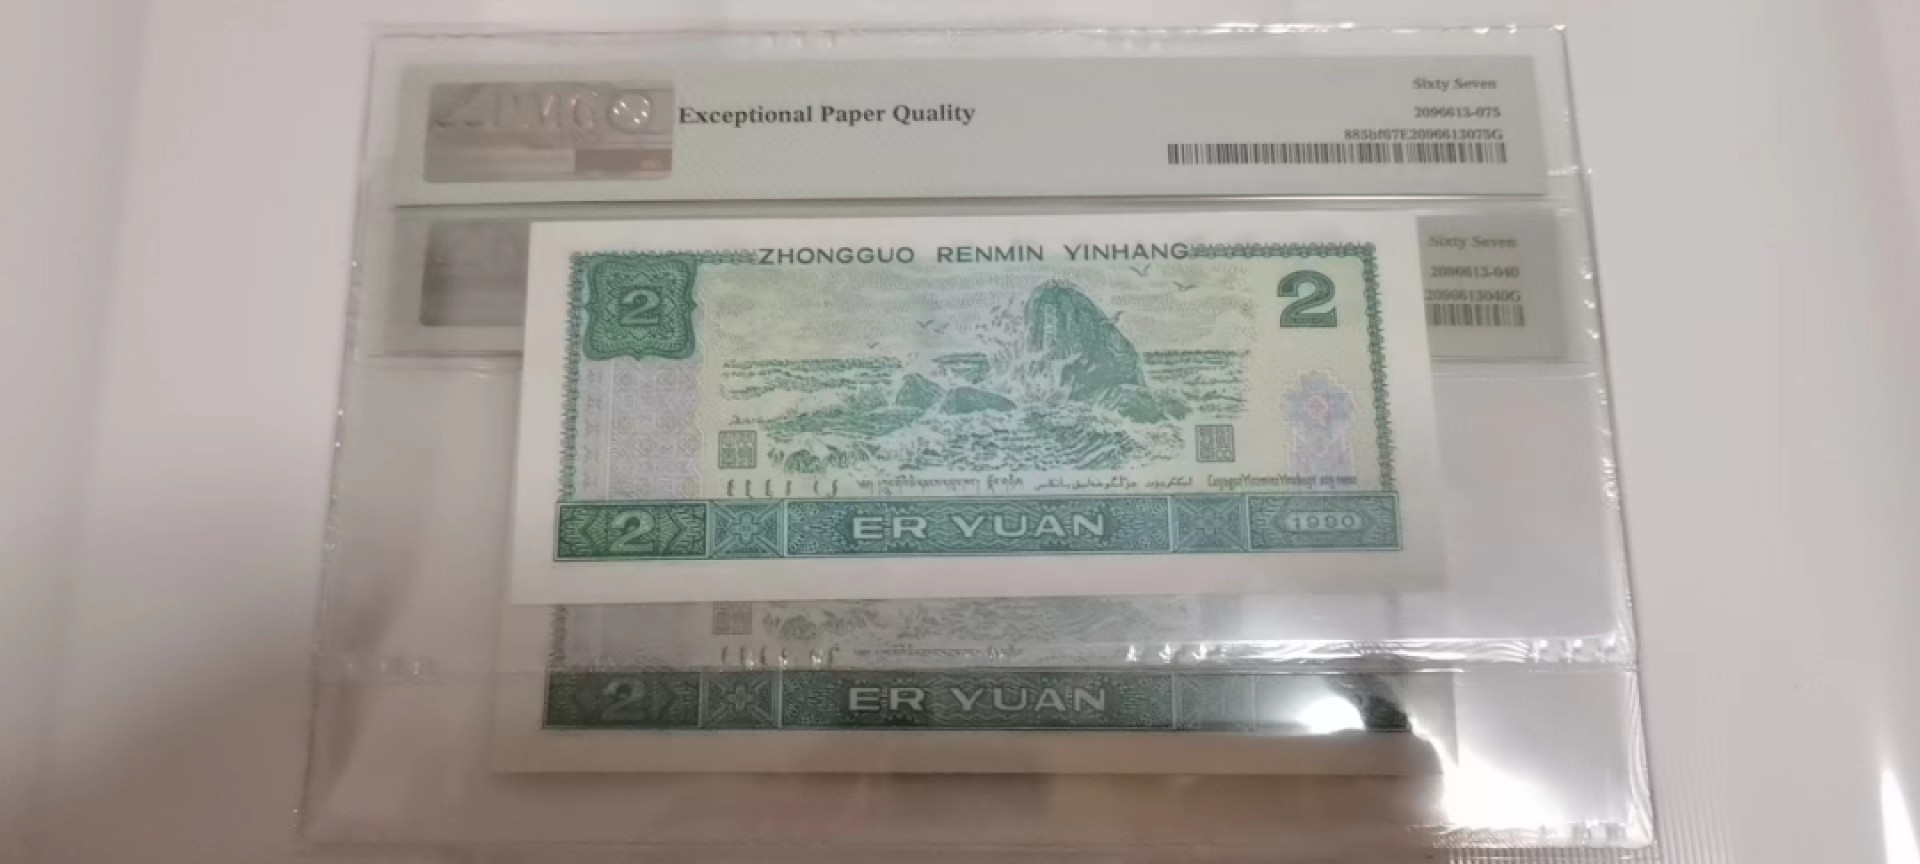 PMG
Exceptional Paper Quality
Sixty Seven
2096613-075
885bf67E2096613075G
Sixty Seven
2096613-040
2096613040G
ZHONGGUO RENMIN YINHANG
2
2
2
ER YUAN
1990
2
ER YUAN